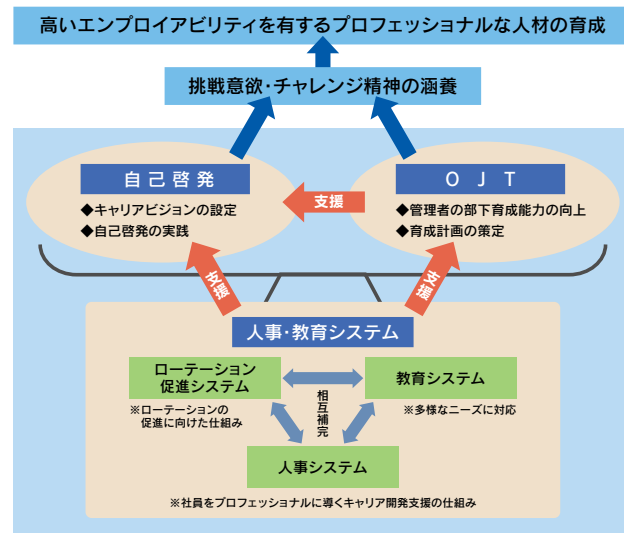 高いエンプロイアビリティを有するプロフェッショナルな人材の育成
挑戦意欲・チャレンジ精神の涵養
自己啓発
◆キャリアビジョンの設定
◆自己啓発の実践
支援
OJT
◆管理者の部下育成能力の向上
◆育成計画の策定
支援
支援
人事・教育システム
ローテーション
促進システム
※ローテーションの
促進に向けた仕組み
相互補完
教育システム
※多様なニーズに対応
人事システム
※社員をプロフェッショナルに導くキャリア開発支援の仕組み